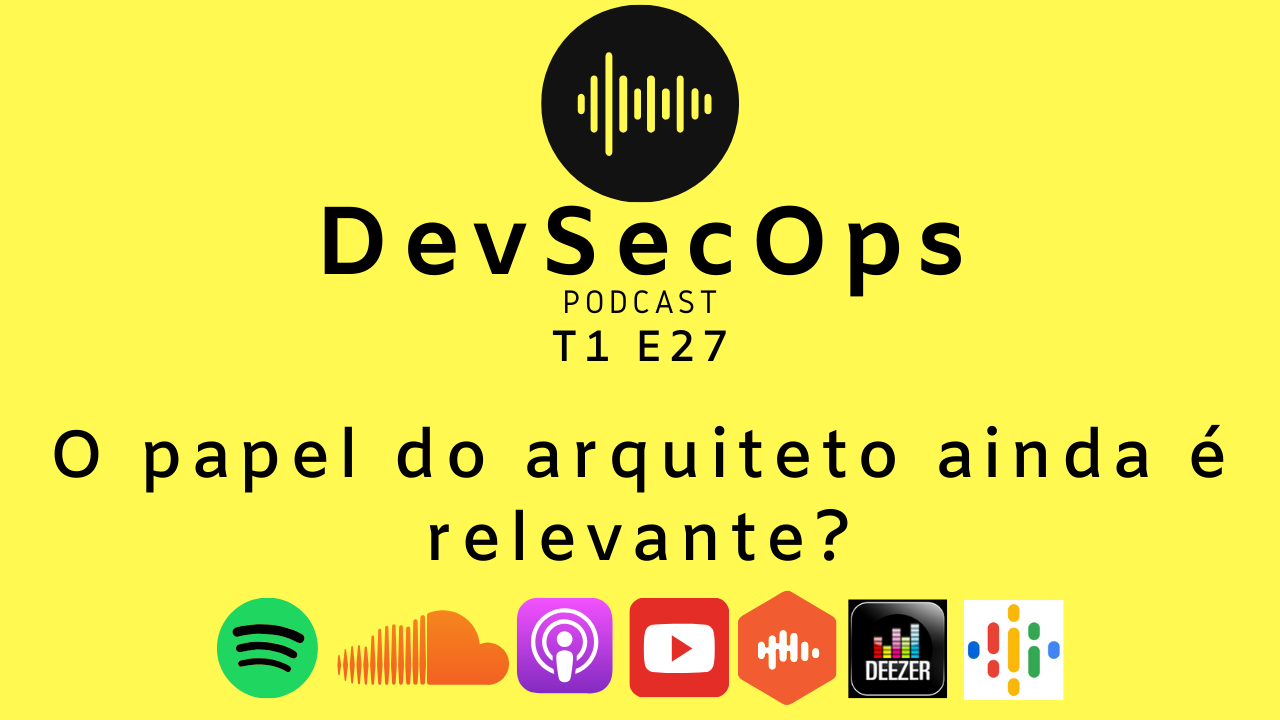 DevSecOps
PODCAST
T1 E27
O papel do arquiteto ainda é
relevante?
DEEZER